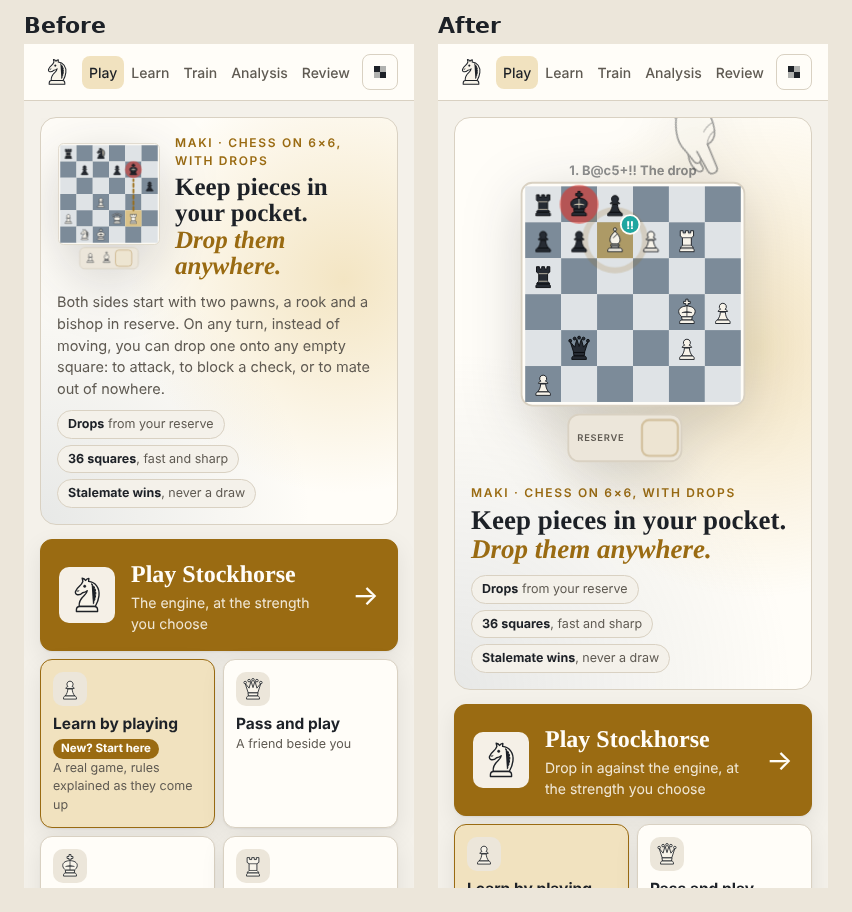 Before
Play Learn Train Analysis Review
MAKI · CHESS ON 6×6,
WITH DROPS
Keep pieces in
your pocket.
Drop them
anywhere.
Both sides start with two pawns, a rook and a
bishop in reserve. On any turn, instead of
moving, you can drop one onto any empty
square: to attack, to block a check, or to mate
out of nowhere.
Drops from your reserve
36 squares, fast and sharp
Stalemate wins, never a draw
Play Stockhorse
The engine, at the strength
you choose
→
Learn by playing
New? Start here
A real game, rules
explained as they come
up
Pass and play
A friend beside you
After
Play Learn Train Analysis Review
1. B@c5+!! The drop
!!
RESERVE
MAKI · CHESS ON 6×6, WITH DROPS
Keep pieces in your pocket.
Drop them anywhere.
Drops from your reserve
36 squares, fast and sharp
Stalemate wins, never a draw
Play Stockhorse
Drop in against the engine, at
the strength you choose
→
Learn by playing
Pass and play